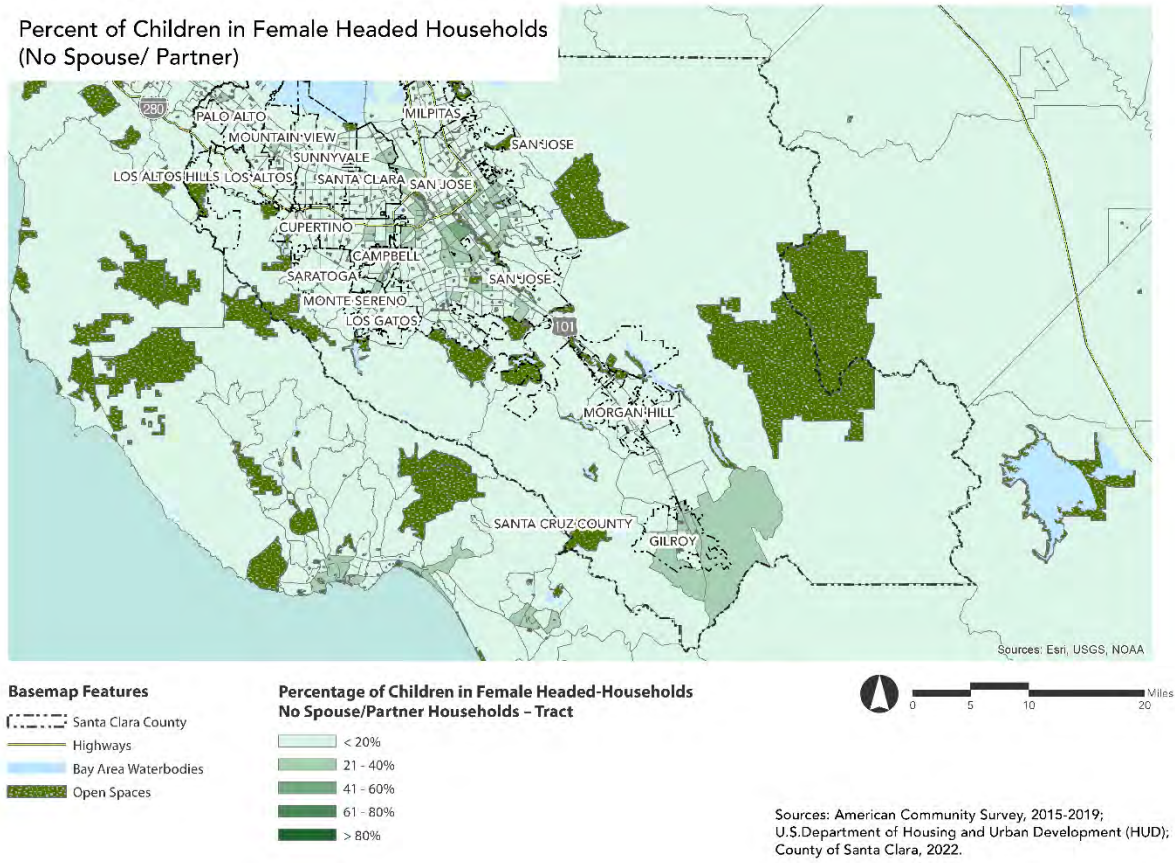 Percent of Children in Female Headed Households
(No Spouse/ Partner)
280
PALO ALTO
MILPITAS
MOUNTAIN VIEW
SAN JOSE
SUNNYVALE
LOS ALTOS HILLS
LOS ALTOS
SANTA CLARA
SAN JOSE
CUPERTINO
CAMPBELL
SARATOGA
SAN JOSE
MONTE SERENO
LOS GATOS
101
MORGAN HILL
SANTA CRUZ COUNTY
GILROY
Sources: Esri, USGS, NOAA
Basemap Features
Santa Clara County
Highways
Bay Area Waterbodies
Open Spaces
Percentage of Children in Female Headed-Households
No Spouse/Partner Households – Tract
< 20%
21 - 40%
41 - 60%
61 - 80%
> 80%
Miles
0 5 10 20
Sources: American Community Survey, 2015-2019;
U.S.Department of Housing and Urban Development (HUD);
County of Santa Clara, 2022.